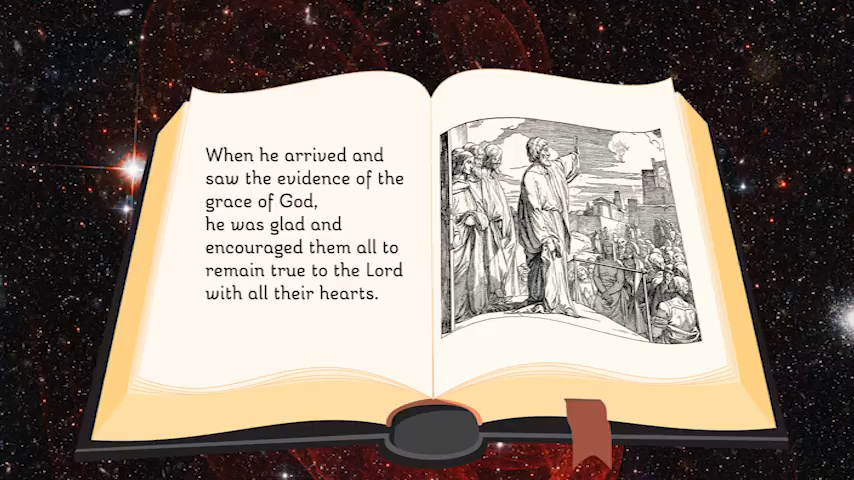 When he arrived and
saw the evidence of the
grace of God,
he was glad and
encouraged them all to
remain true to the Lord
with all their hearts.